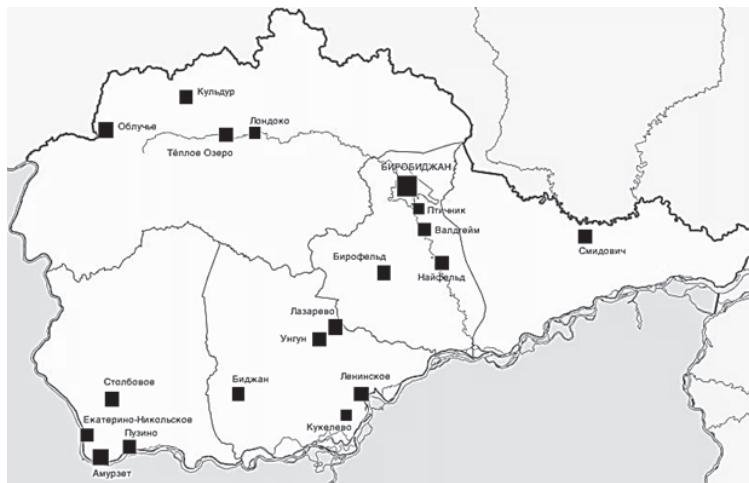 Кульдур
Облучье
Лондоко
Тёплое Озеро
БИРОБИДЖАН
Птичник
Валдгейм
Смидович
Бирофельд
Найфельд
Лазарево
Унгун
Столбовое
Биджан
Ленинское
Екатерино-Никольское
Кукелево
Пузино
Амурзет